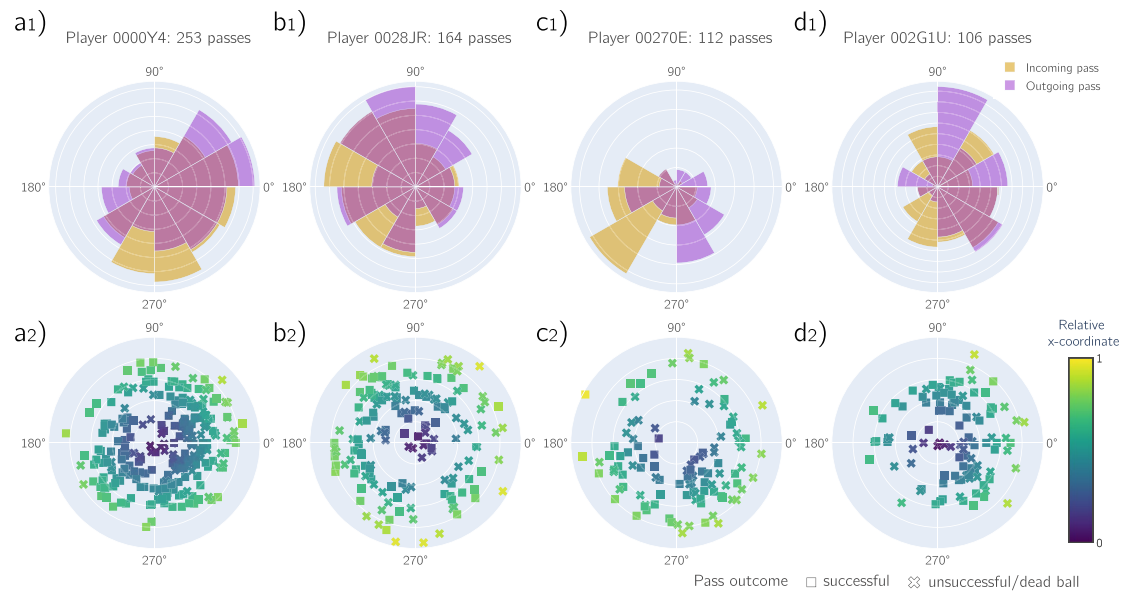 a1) b1) c1) d1)
Player 0000Y4: 253 passes Player 0028JR: 164 passes Player 00270E: 112 passes Player 002G1U: 106 passes
90° 90° 90° 90°
Incoming pass
Outgoing pass
180° 0° 180° 0° 180° 0° 180° 0°
270° 270° 270° 270°
a2) b2) c2) d2)
90° 90° 90° 90°
Relative
x-coordinate
1
180° 0° 180° 0° 180° 0° 180° 0°
0
270° 270° 270° 270°
Pass outcome successful unsuccessful/dead ball